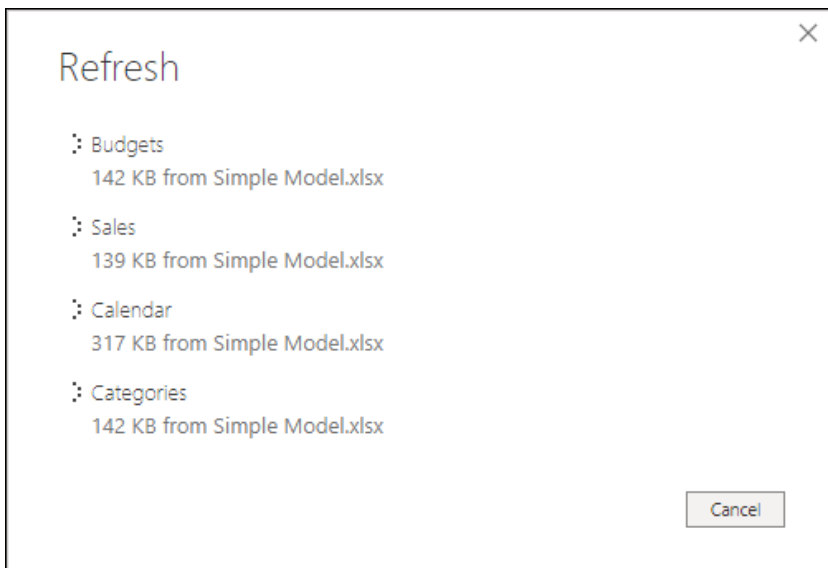 Refresh
Budgets
142 KB from Simple Model.xlsx
Sales
139 KB from Simple Model.xlsx
Calendar
317 KB from Simple Model.xlsx
Categories
142 KB from Simple Model.xlsx
Cancel